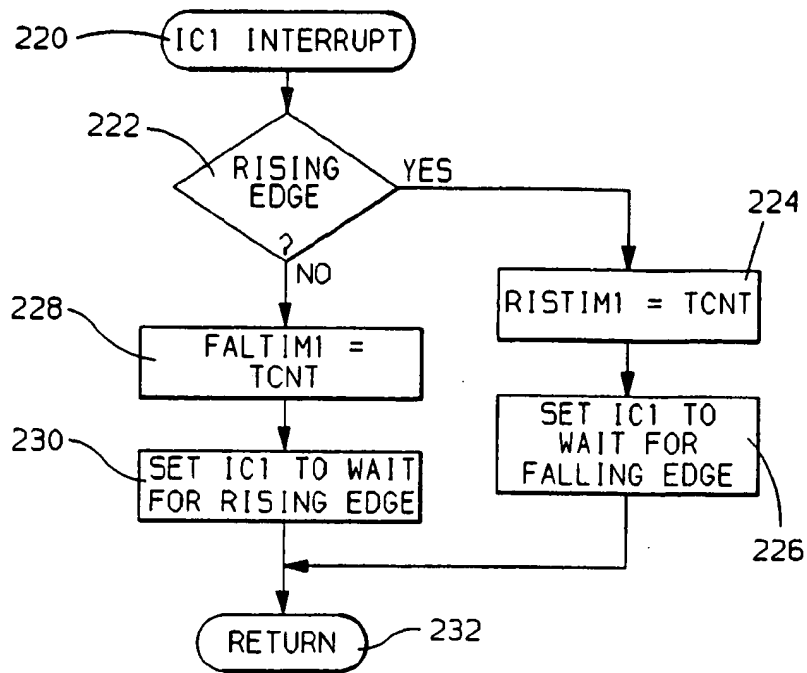 220
IC1 INTERRUPT
222
RISING
EDGE
?
YES
NO
224
RISTIM1 = TCNT
228
FALTIM1 =
TCNT
SET IC1 TO
WAIT FOR
FALLING EDGE
226
230
SET IC1 TO WAIT
FOR RISING EDGE
RETURN
232